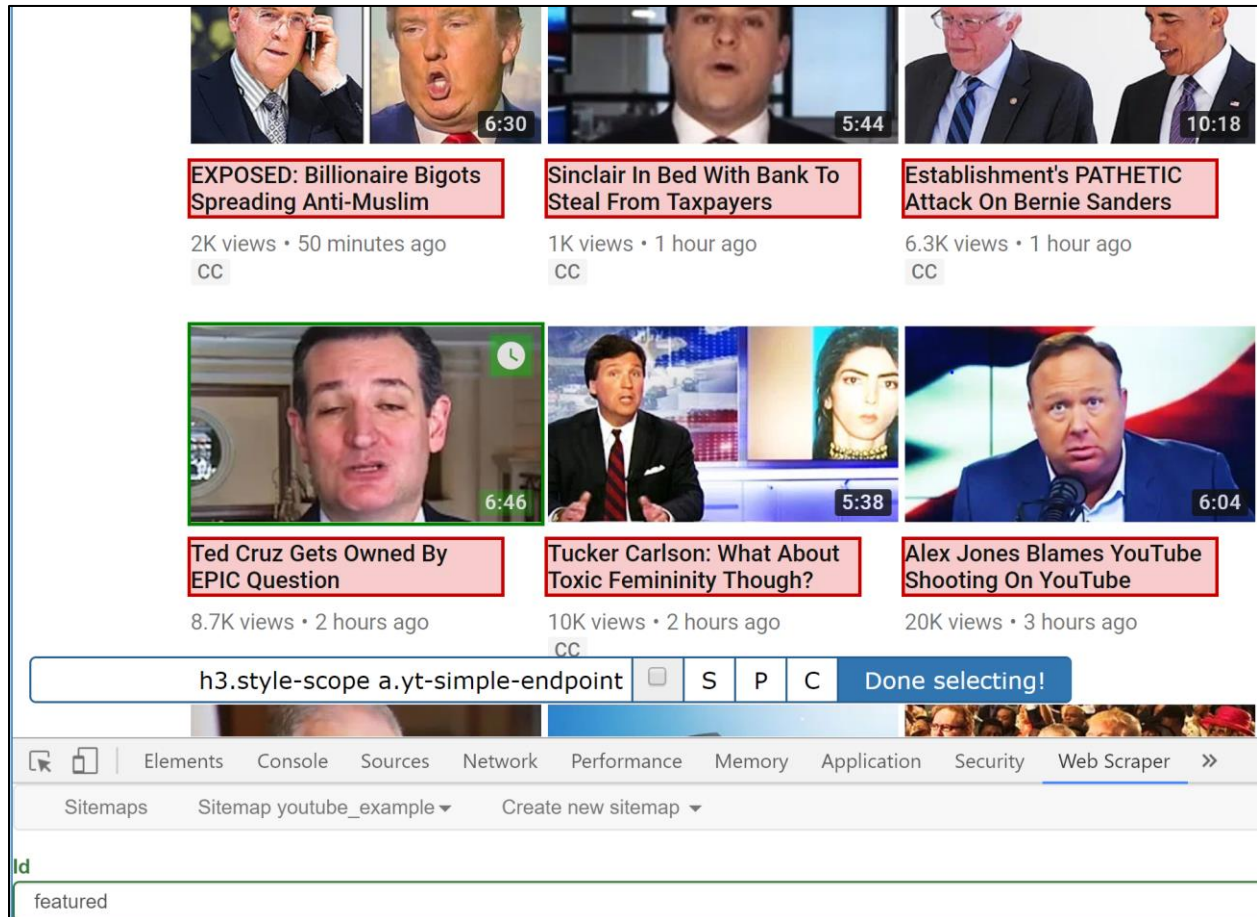 6:30
5:44
10:18
EXPOSED: Billionaire Bigots
Spreading Anti-Muslim
Sinclair In Bed With Bank To
Steal From Taxpayers
Establishment's PATHETIC
Attack On Bernie Sanders
2K views • 50 minutes ago
CC
1K views • 1 hour ago
CC
6.3K views • 1 hour ago
CC
6:46
5:38
6:04
Ted Cruz Gets Owned By
EPIC Question
Tucker Carlson: What About
Toxic Femininity Though?
Alex Jones Blames YouTube
Shooting On YouTube
8.7K views • 2 hours ago
10K views • 2 hours ago
CC
20K views • 3 hours ago
h3.style-scope a.yt-simple-endpoint S P C Done selecting!
Elements Console Sources Network Performance Memory Application Security Web Scraper »
Sitemaps Sitemap youtube_example Create new sitemap
Id
featured